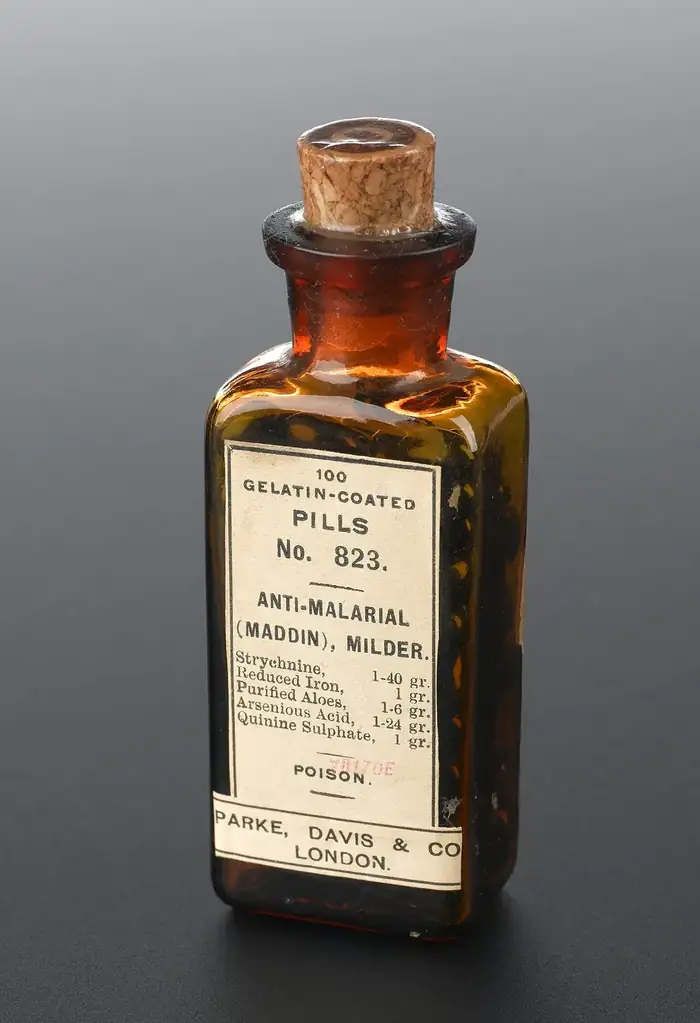 100
GELATIN-COATED
PILLS
No. 823.
ANTI-MALARIAL
(MADDIN), MILDER.
Strychnine, 1-40 gr.
Reduced Iron, 1 gr.
Purified Aloes, 1-6 gr.
Arsenious Acid, 1-24 gr.
Quinine Sulphate, 1 gr.
POISON.
PARKE, DAVIS & CO
LONDON.